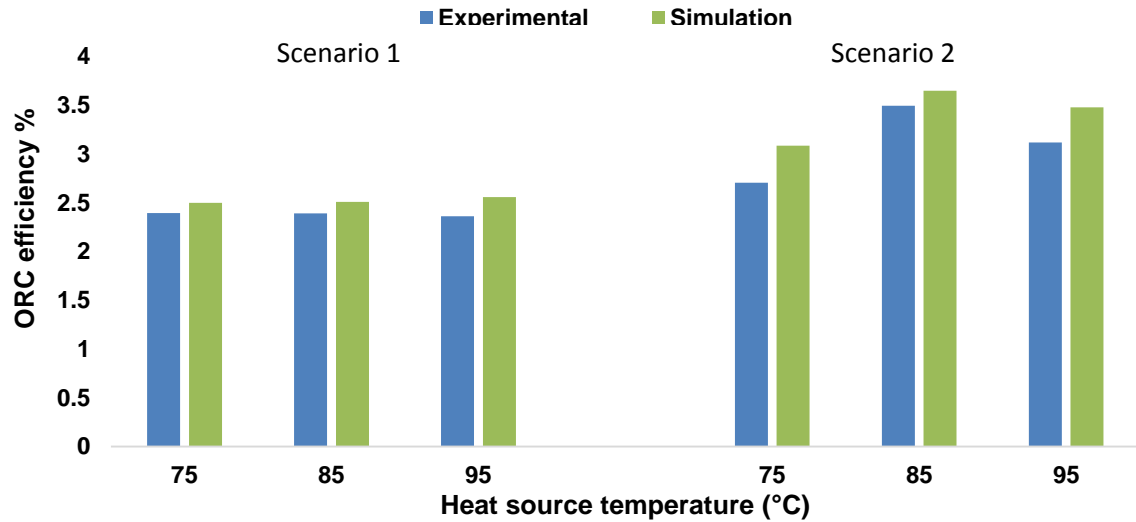 Experimental Simulation
Scenario 1 Scenario 2
4
3.5
3
2.5
2
1.5
1
0.5
0
ORC efficiency %
75 85 95 75 85 95
Heat source temperature (°C)